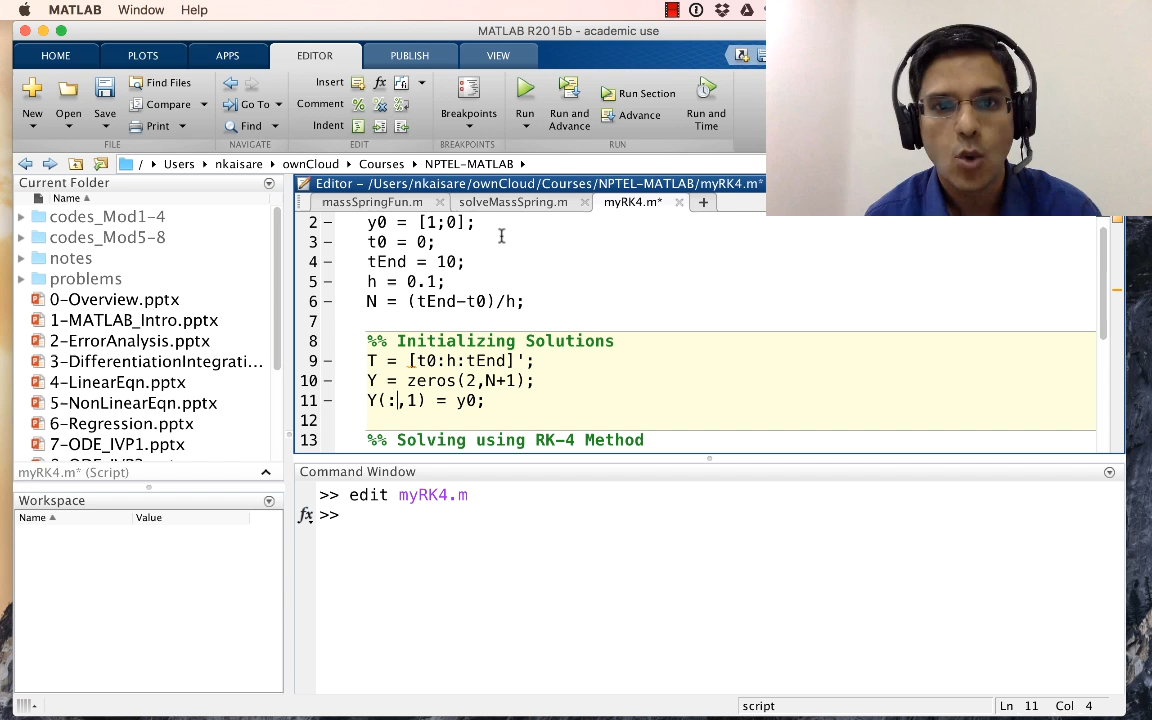 MATLAB Window Help
MATLAB R2015b - academic use
HOME PLOTS APPS EDITOR PUBLISH VIEW
New Open Save Find Files Compare Print
Go To Find
Insert fx
Comment %
Indent
Breakpoints
Run Run and Advance Run Section Advance Run and Time
FILE NAVIGATE EDIT BREAKPOINTS RUN
/ Users nkaisare ownCloud Courses NPTEL-MATLAB
Current Folder
Name
codes_Mod1-4
codes_Mod5-8
notes
problems
0-Overview.pptx
1-MATLAB_Intro.pptx
2-ErrorAnalysis.pptx
3-DifferentiationIntegrati...
4-LinearEqn.pptx
5-NonLinearEqn.pptx
6-Regression.pptx
7-ODE_IVP1.pptx
myRK4.m* (Script)
Workspace
Name Value
Editor - /Users/nkaisare/ownCloud/Courses/NPTEL-MATLAB/myRK4.m*
massSpringFun.m solveMassSpring.m myRK4.m*
2 - y0 = [1;0];
3 - t0 = 0;
4 - tEnd = 10;
5 - h = 0.1;
6 - N = (tEnd-t0)/h;
7
8 %% Initializing Solutions
9 - T = [t0:h:tEnd]';
10 - Y = zeros(2,N+1);
11 - Y(:,1) = y0;
12
13 %% Solving using RK-4 Method
Command Window
>> edit myRK4.m
fx >>
script Ln 11 Col 4